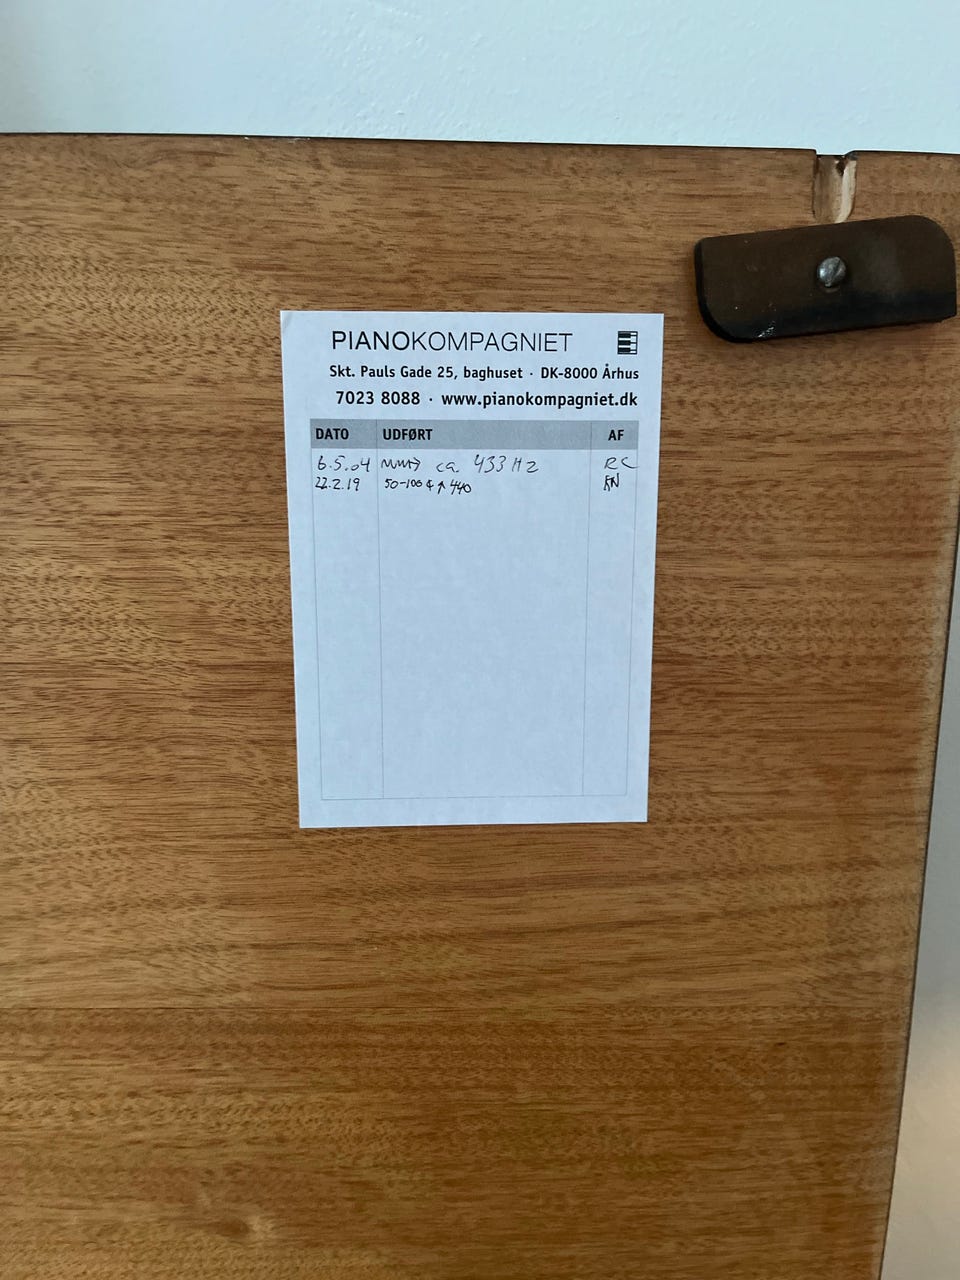 PIANOKOMPAGNIET
Skt. Pauls Gade 25, baghuset · DK-8000 Århus
7023 8088 · www.pianokompagniet.dk
DATO UDFØRT AF
6.5.04 ca. 433 Hz RC
22.2.19 50-100 ¢ ↑ 440 KN